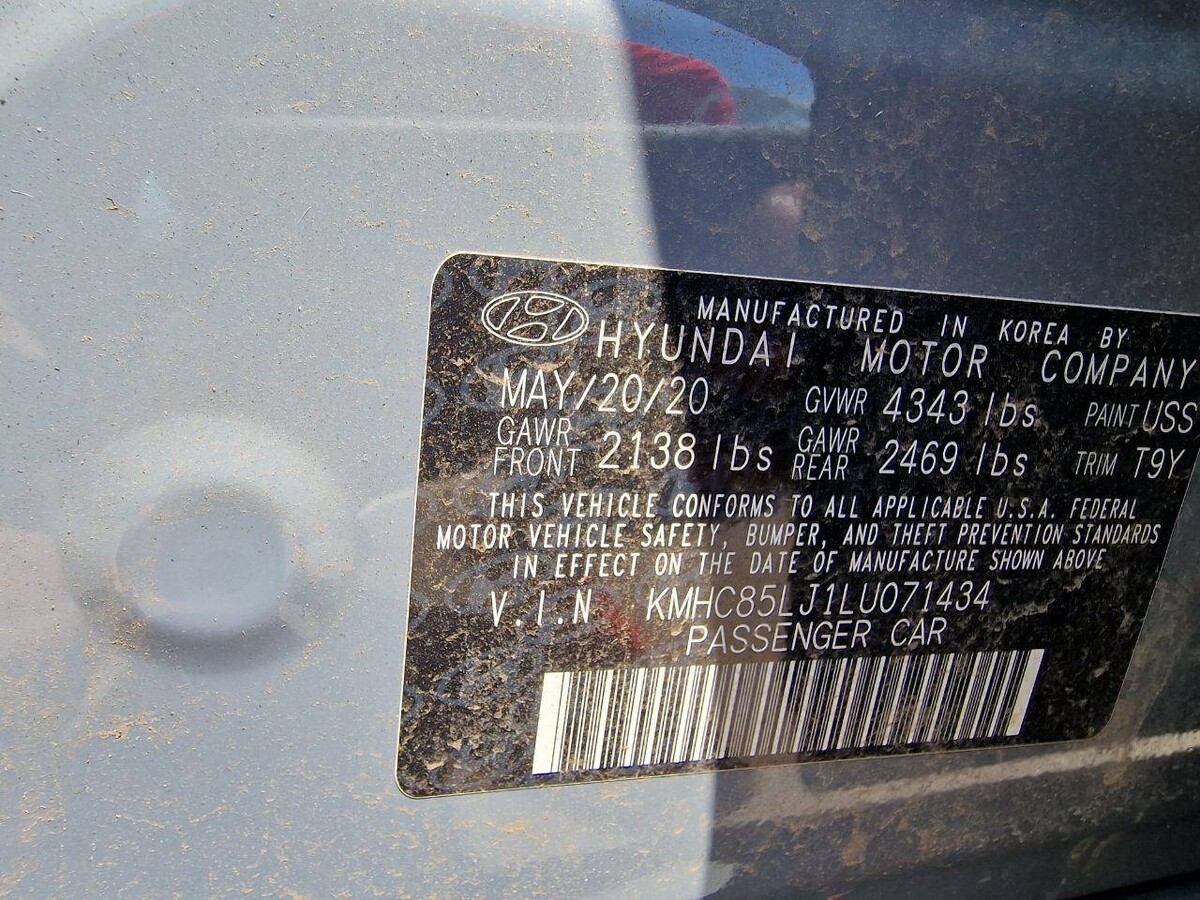 MANUFACTURED IN KOREA BY
HYUNDAI MOTOR COMPANY
MAY/20/20 GVWR 4343 lbs PAINT USS
GAWR FRONT 2138 lbs GAWR REAR 2469 lbs TRIM T9Y
THIS VEHICLE CONFORMS TO ALL APPLICABLE U.S.A. FEDERAL
MOTOR VEHICLE SAFETY, BUMPER, AND THEFT PREVENTION STANDARDS
IN EFFECT ON THE DATE OF MANUFACTURE SHOWN ABOVE
V.I.N KMHC85LJ1LU071434
PASSENGER CAR